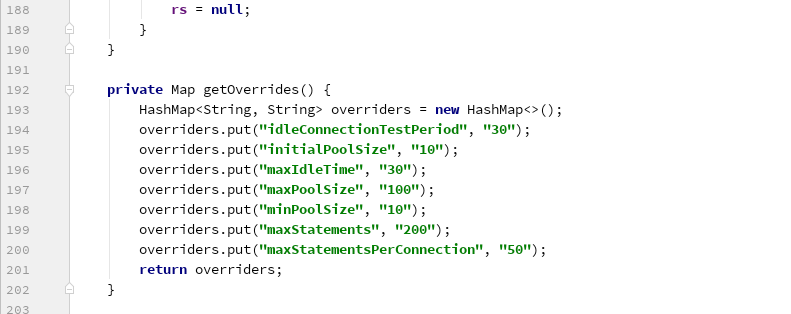 188 rs = null;
189 }
190 }
191
192 private Map getOverrides() {
193 HashMap<String, String> overriders = new HashMap<>();
194 overriders.put("idleConnectionTestPeriod", "30");
195 overriders.put("initialPoolSize", "10");
196 overriders.put("maxIdleTime", "30");
197 overriders.put("maxPoolSize", "100");
198 overriders.put("minPoolSize", "10");
199 overriders.put("maxStatements", "200");
200 overriders.put("maxStatementsPerConnection", "50");
201 return overriders;
202 }
203